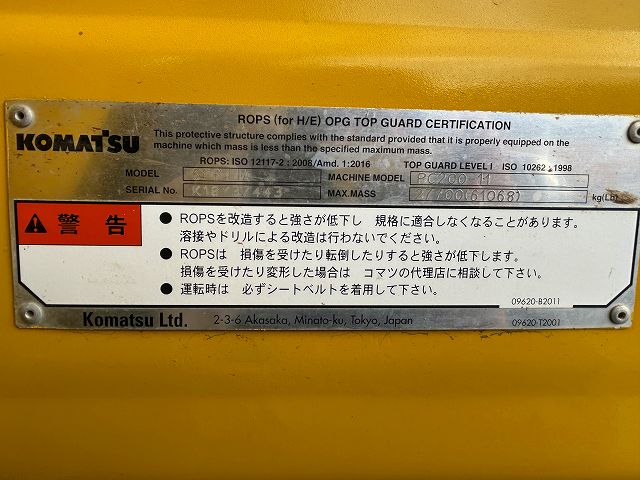 ROPS (for H/E) OPG TOP GUARD CERTIFICATION
KOMATSU
This protective structure complies with the standard provided that it is properly equipped on the
machine which mass is less than the specified maximum mass.
ROPS: ISO 12117-2 : 2008/Amd. 1:2016 TOP GUARD LEVEL I ISO 10262 : 1998
MODEL MACHINE MODEL PC200-11
SERIAL No. MAX.MASS 27700(61068) kg(Lb)
警告
● ROPSを改造すると強さが低下し 規格に適合しなくなることがあります。
溶接やドリルによる改造は行わないでください。
● ROPSは 損傷を受けたり転倒したりすると強さが低下します。
損傷を受けたり変形した場合は コマツの代理店に相談して下さい。
● 運転時は 必ずシートベルトを着用して下さい。
09620-B2011
Komatsu Ltd. 2-3-6 Akasaka, Minato-ku, Tokyo, Japan 09620-T2001